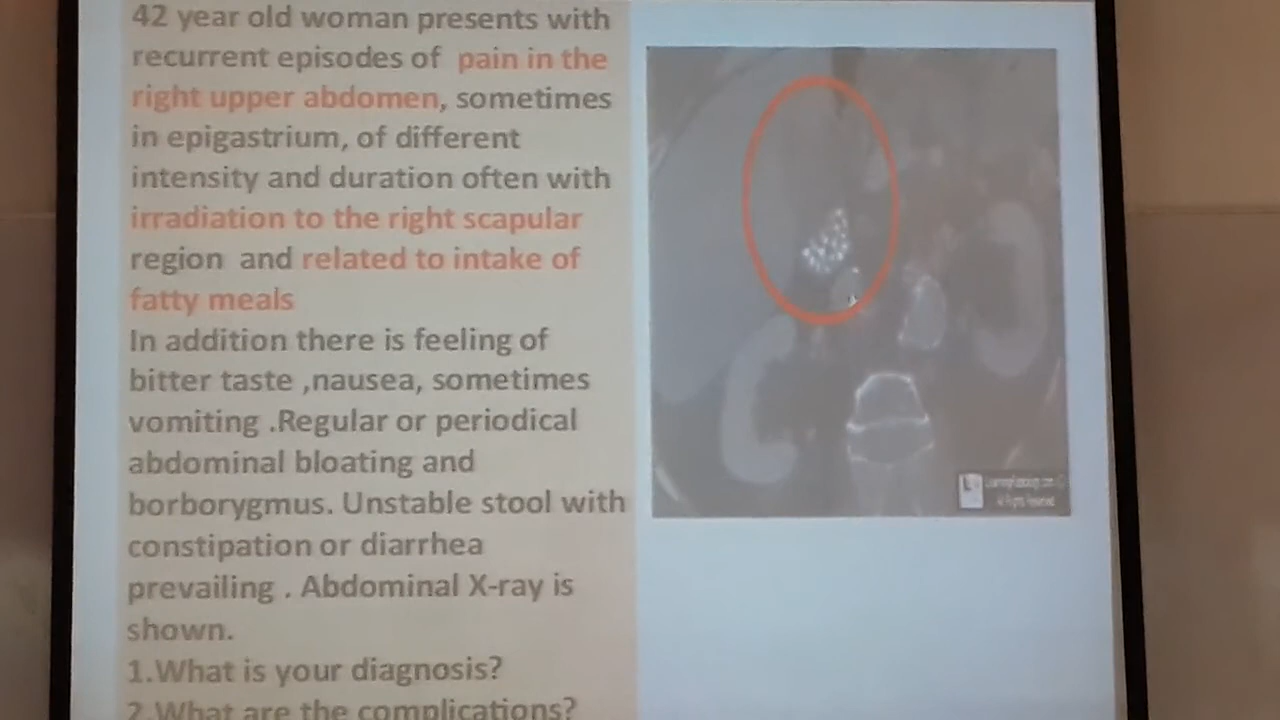 42 year old woman presents with
recurrent episodes of pain in the
right upper abdomen, sometimes
in epigastrium, of different
intensity and duration often with
irradiation to the right scapular
region and related to intake of
fatty meals
In addition there is feeling of
bitter taste ,nausea, sometimes
vomiting .Regular or periodical
abdominal bloating and
borborygmus. Unstable stool with
constipation or diarrhea
prevailing . Abdominal X-ray is
shown.
1.What is your diagnosis?
2.What are the complications?
All Rights Reserved